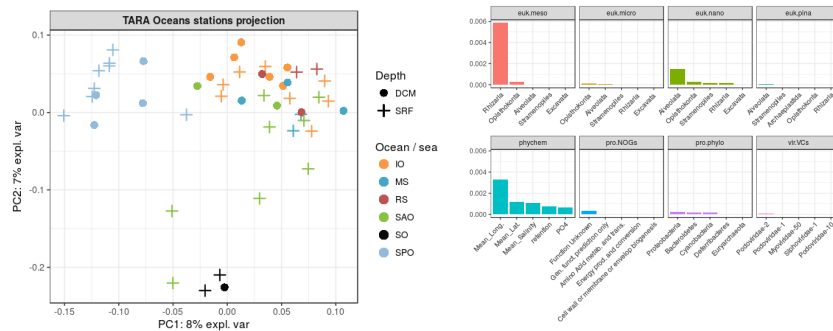 TARA Oceans stations projection
PC2: 7% expl. var
0.1
0.0
-0.1
-0.2
-0.15
-0.10
-0.05
0.00
0.05
0.10
PC1: 8% expl. var
Depth
DCM
SRF
Ocean / sea
IO
MS
RS
SAO
SO
SPO
euk.meso
euk.micro
euk.nano
euk.pina
0.006
0.004
0.002
0.000
Rhizaria
Opisthokonta
Alveolata
Stramenopiles
Excavata
Opisthokonta
Alveolata
Stramenopiles
Rhizaria
Excavata
Alveolata
Opisthokonta
Stramenopiles
Rhizaria
Excavata
Alveolata
Stramenopiles
Archaeplastida
Opisthokonta
Rhizaria
phychem
pro.NOGs
pro.phylo
vir.VCs
0.006
0.004
0.002
0.000
Mean_Long.
Mean_Lat.
Mean_Salinity
retention
PO4
Function Unknown
Gen. funct. prediction only
Amino Acid metab. and trans.
Energy prod. and conversion
Cell wall or membrane or envelop biogenesis
Proteobacteria
Bacteroidetes
Cyanobacteria
Deferribacteres
Euryarchaeota
Podoviridae-2
Podoviridae-1
Myoviridae-50
Siphoviridae-1
Podoviridae-10